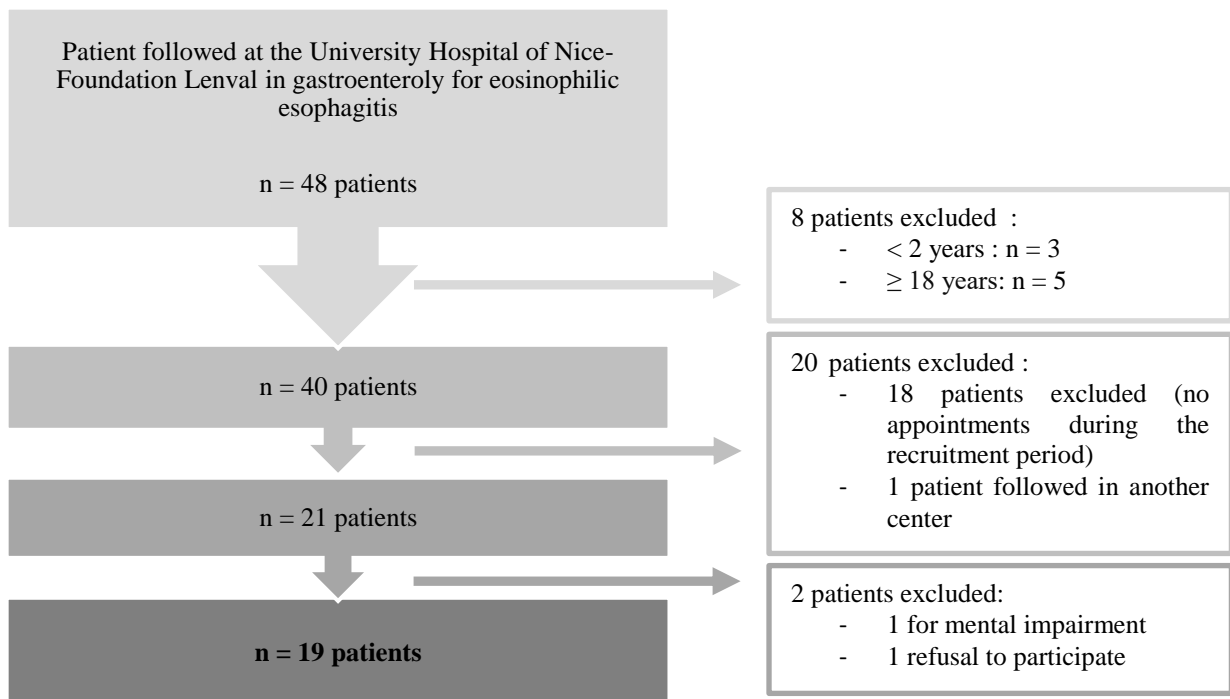 Patient followed at the University Hospital of Nice-
Foundation Lenval in gastroenteroly for eosinophilic
esophagitis
n = 48 patients
8 patients excluded :
- < 2 years : n = 3
- ≥ 18 years: n = 5
n = 40 patients
20 patients excluded :
- 18 patients excluded (no
appointments during the
recruitment period)
- 1 patient followed in another
center
n = 21 patients
2 patients excluded:
- 1 for mental impairment
- 1 refusal to participate
n = 19 patients